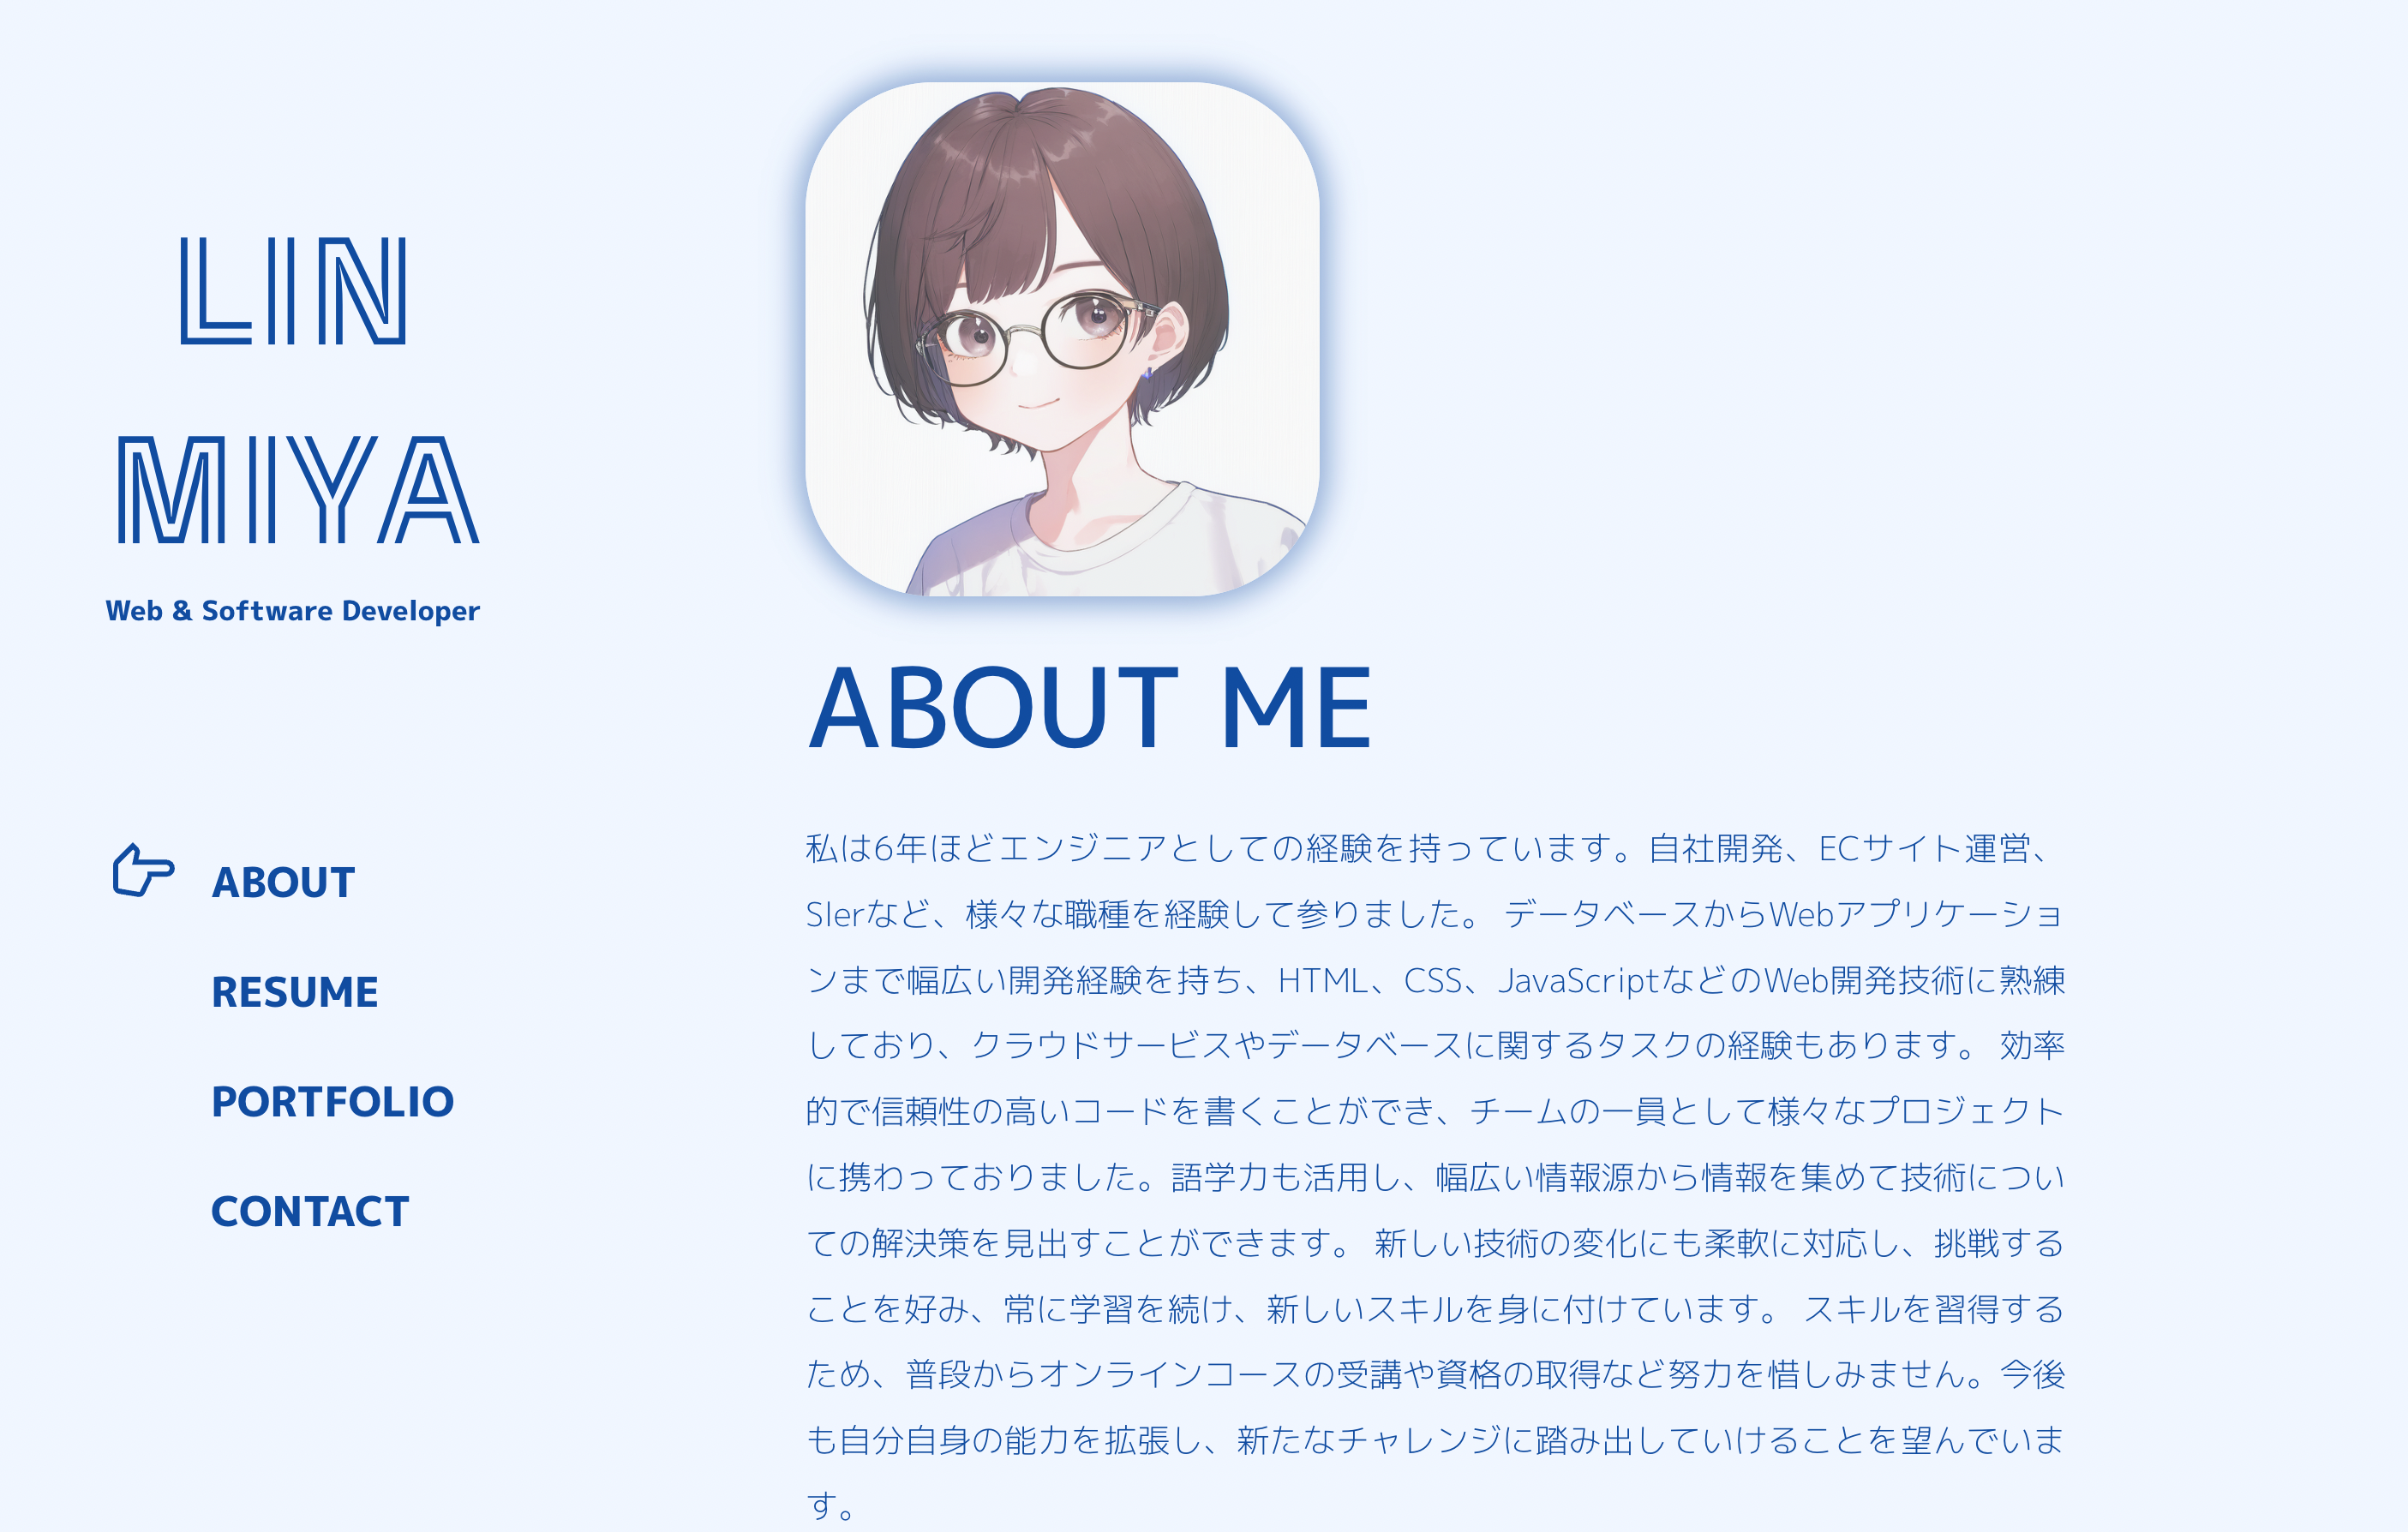 LIN
MIYA
Web & Software Developer
ABOUT
RESUME
PORTFOLIO
CONTACT
ABOUT ME
私は6年ほどエンジニアとしての経験を持っています。自社開発、ECサイト運営、
SIerなど、様々な職種を経験して参りました。 データベースからWebアプリケーショ
ンまで幅広い開発経験を持ち、HTML、CSS、JavaScriptなどのWeb開発技術に熟練
しており、クラウドサービスやデータベースに関するタスクの経験もあります。 効率
的で信頼性の高いコードを書くことができ、チームの一員として様々なプロジェクト
に携わっておりました。語学力も活用し、幅広い情報源から情報を集めて技術につい
ての解決策を見出すことができます。 新しい技術の変化にも柔軟に対応し、挑戦する
ことを好み、常に学習を続け、新しいスキルを身に付けています。 スキルを習得する
ため、普段からオンラインコースの受講や資格の取得など努力を惜しみません。今後
も自分自身の能力を拡張し、新たなチャレンジに踏み出していけることを望んでいま
す。